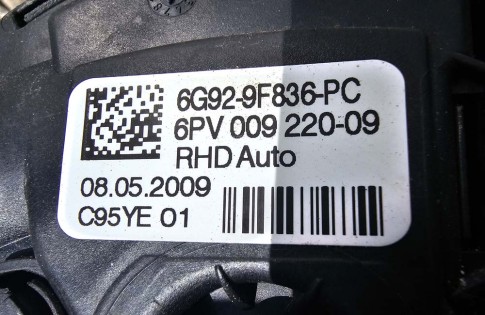 6G92-9F836-PC
6PV 009 220-09
RHD Auto
08.05.2009
C95YE 01